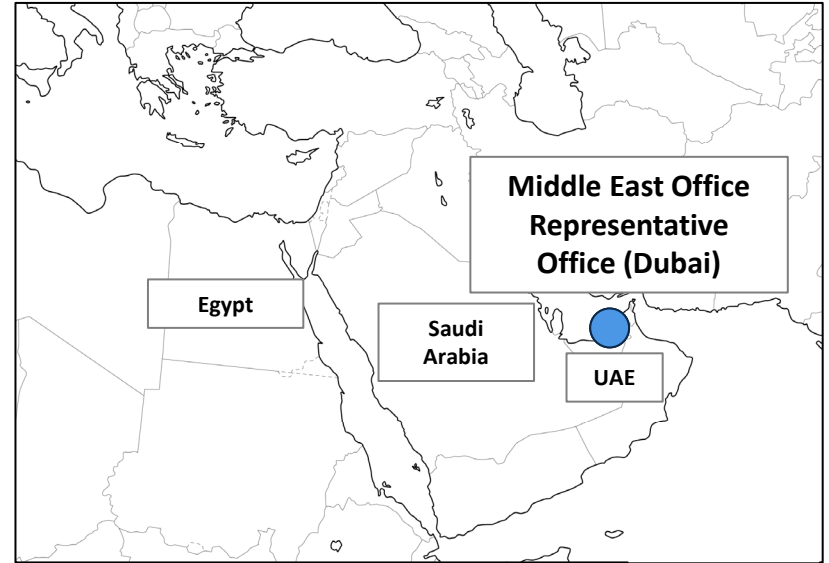 Middle East Office
Representative
Office (Dubai)
Egypt
Saudi
Arabia
UAE